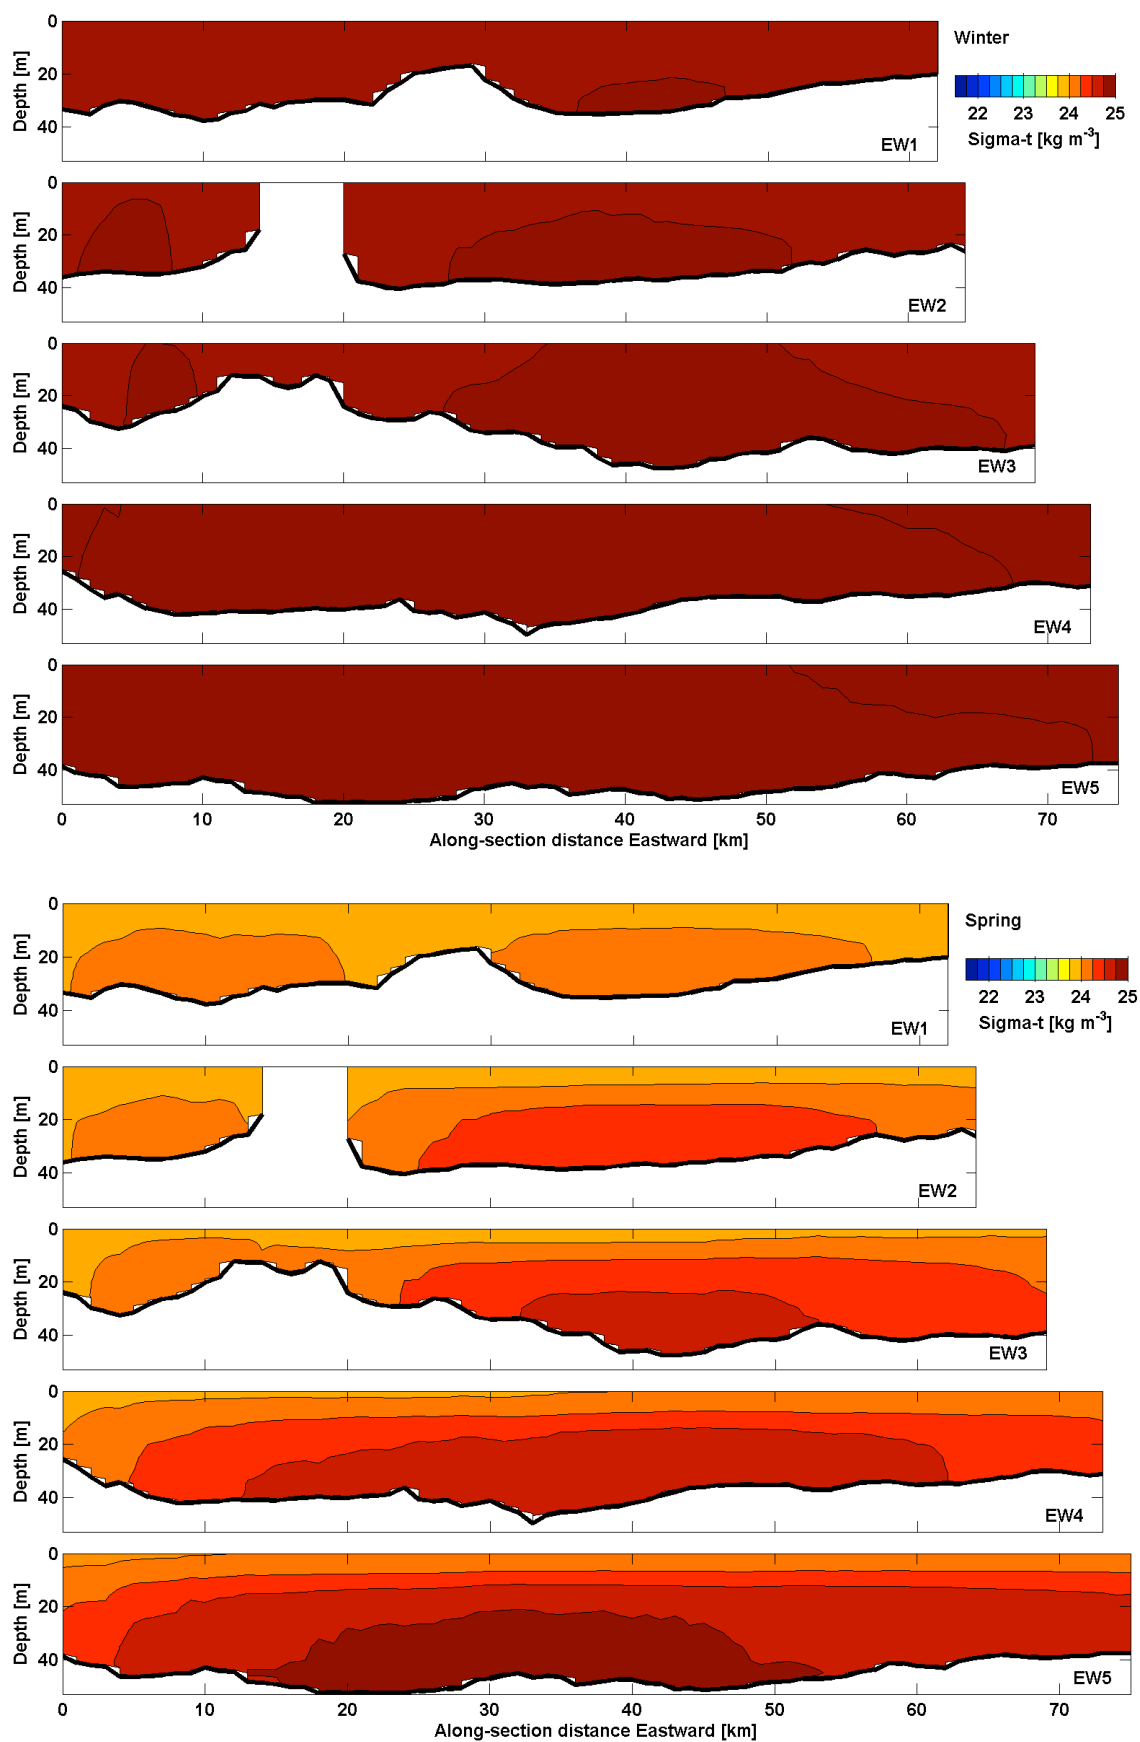 0
20
40
Depth [m]
EW1
Winter
22 23 24 25
Sigma-t [kg m-3]
0
20
40
Depth [m]
EW2
0
20
40
Depth [m]
EW3
0
20
40
Depth [m]
EW4
0
20
40
Depth [m]
EW5
0 10 20 30 40 50 60 70
Along-section distance Eastward [km]
0
20
40
Depth [m]
EW1
Spring
22 23 24 25
Sigma-t [kg m-3]
0
20
40
Depth [m]
EW2
0
20
40
Depth [m]
EW3
0
20
40
Depth [m]
EW4
0
20
40
Depth [m]
EW5
0 10 20 30 40 50 60 70
Along-section distance Eastward [km]